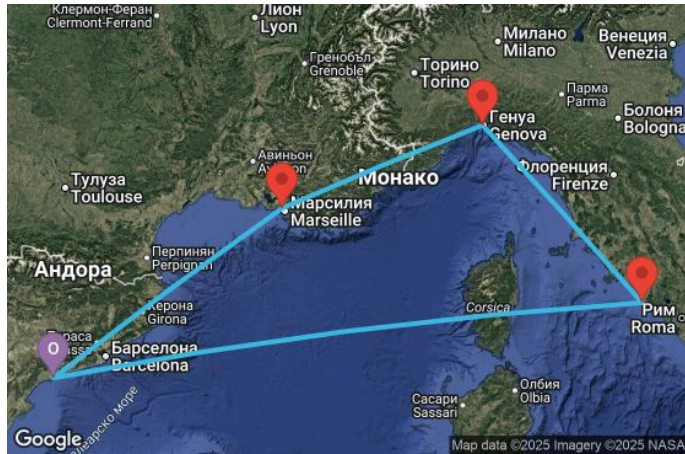 Клермон-Феран
Clermont-Ferrand
Лион
Lyon
Милано
Milano
Венеция
Venezia
Гренобъл
Grenoble
Торино
Torino
Парма
Parma
Генуа
Genova
Болоня
Bologna
Авиньон
Монако
Флоренция
Firenze
Тулуза
Toulouse
Марсилия
Marseille
Перпинян
Perpignan
Андора
Херона
Girona
Corsica
Рим
Roma
O
Барселона
Barcelona
Олбия
Olbia
Сасари
Sassari
море
Google
Map data ©2025 Imagery ©2025 NASA